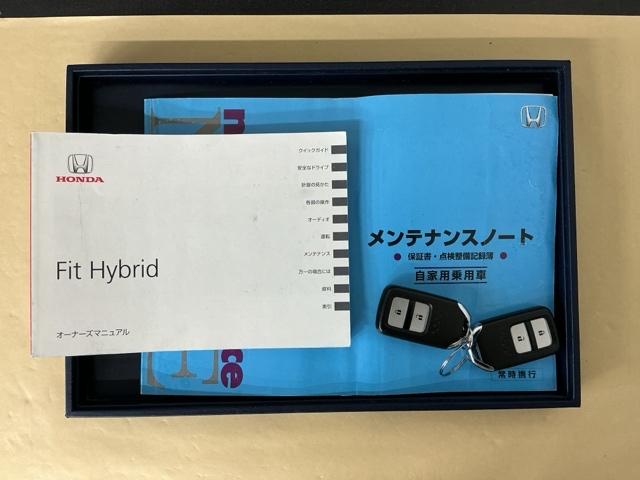 HONDA
Fit Hybrid
オーナーズマニュアル
クイックガイド
安全なドライブ
計器の見かた
各部の操作
オーディオ
運転
メンテナンス
万一の場合には
資料
索引
メンテナンスノート
保証書・点検整備記録簿
自家用乗用車
常時携行